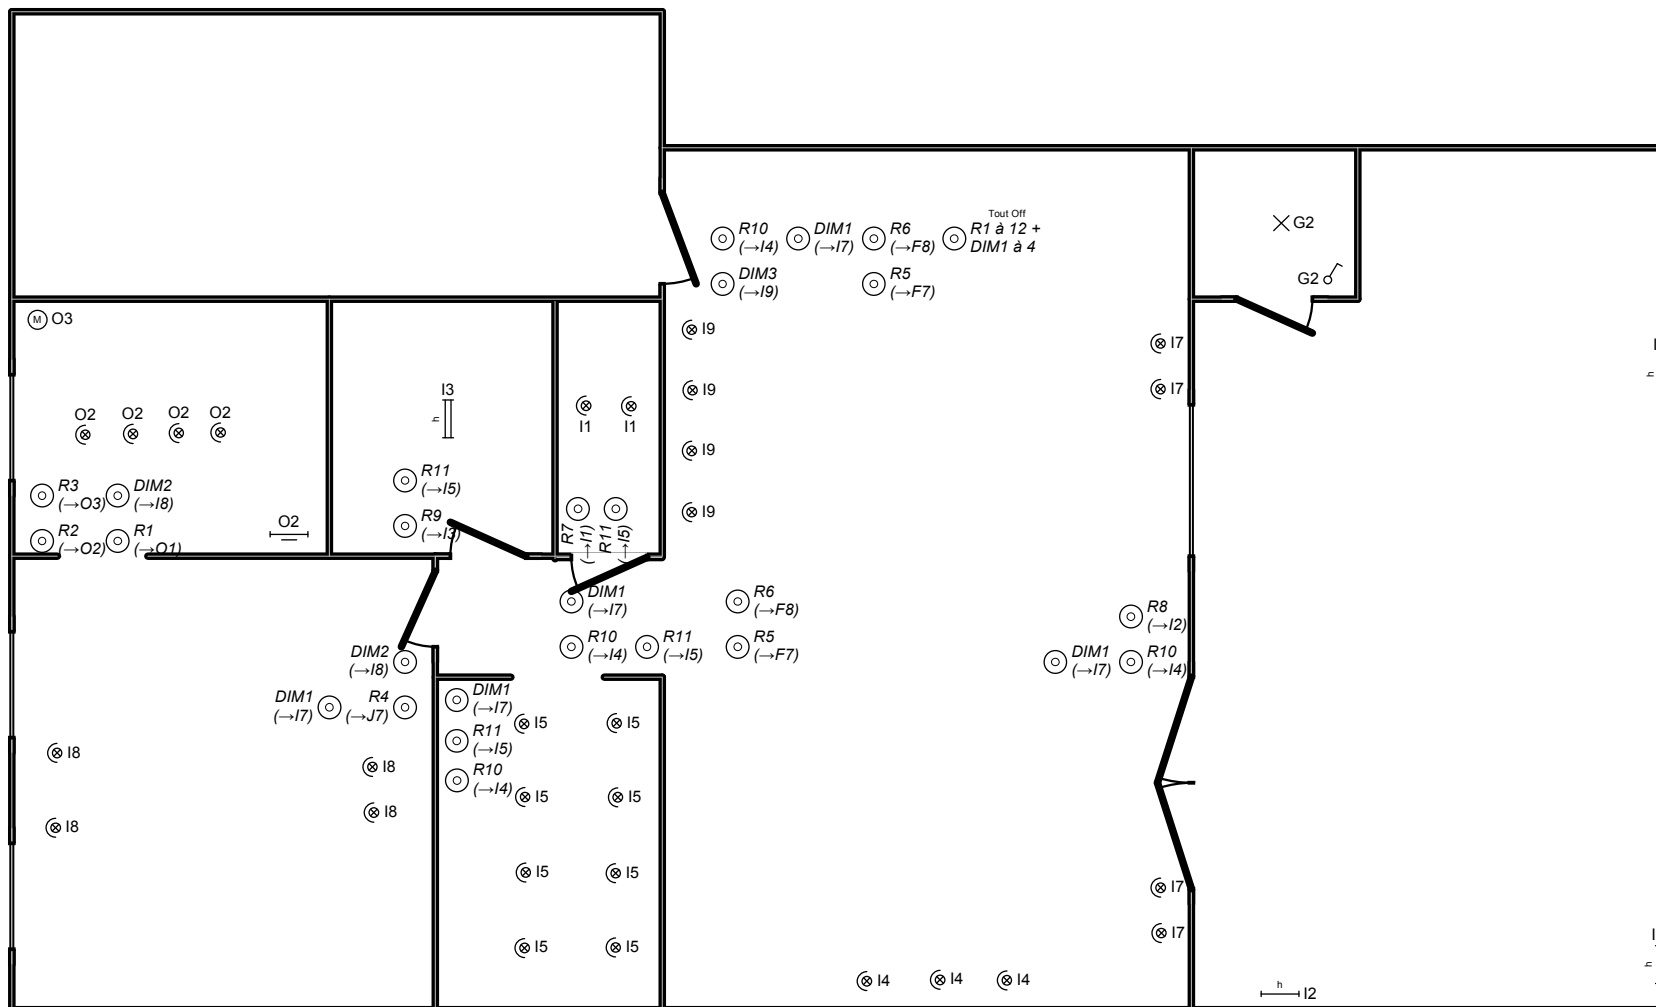 Tout Off
R10
(→I4)
DIM1
(→I7)
R6
(→F8)
R1 à 12 +
DIM1 à 4
DIM3
(→I9)
R5
(→F7)
G2
G2
M
O3
I9
I9
I9
I9
I7
I7
O2
O2
O2
O2
I3
h
I1
I1
R3
(→O3)
DIM2
(→I8)
R2
(→O2)
R1
(→O1)
O2
R11
(→I5)
R9
(→I3)
R7
(→I1)
R11
(→I5)
h
DIM1
(→I7)
R6
(→F8)
R10
(→I4)
R11
(→I5)
R5
(→F7)
R8
(→I2)
DIM1
(→I7)
R10
(→I4)
DIM2
(→I8)
DIM1
(→I7)
R4
(→J7)
DIM1
(→I7)
R11
(→I5)
R10
(→I4)
I5
I5
I5
I5
I5
I5
I5
I5
I8
I8
I8
I8
I7
I7
I4
I4
I4
h
I2
h